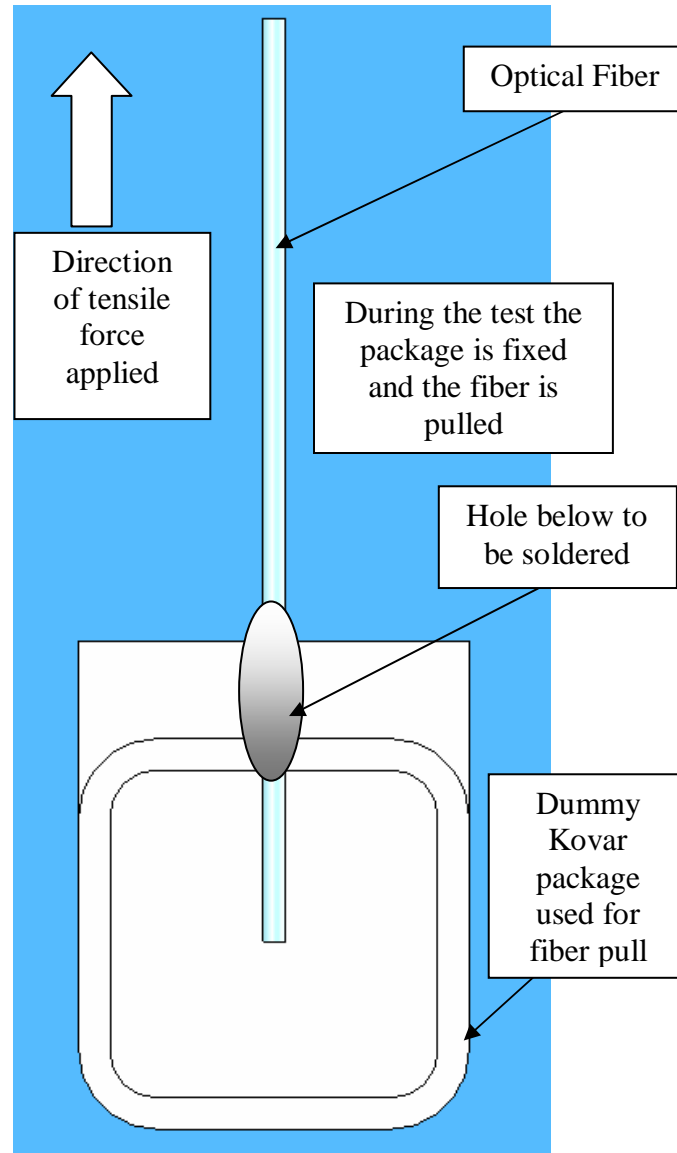 Optical Fiber
Direction
of tensile
force
applied
During the test the
package is fixed
and the fiber is
pulled
Hole below to
be soldered
Dummy
Kovar
package
used for
fiber pull